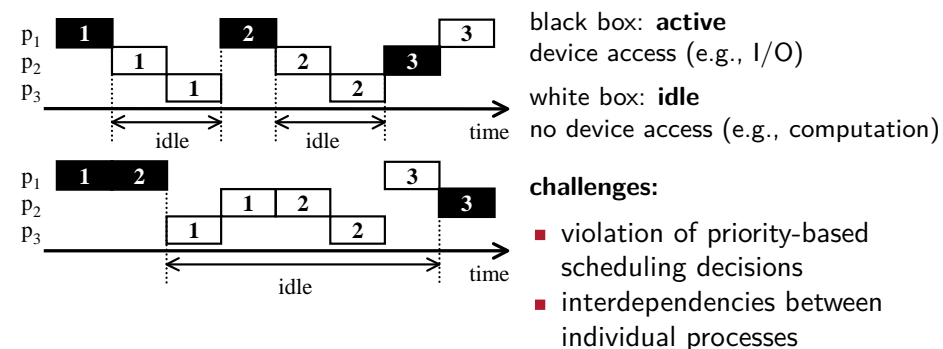 p1 1 2 3
p2 1 2 3
p3 1 2
idle idle time
p1 1 2 3
p2 1 2 3
p3 1 2
idle time
black box: active
device access (e.g., I/O)
white box: idle
no device access (e.g., computation)
challenges:
▪ violation of priority-based
scheduling decisions
▪ interdependencies between
individual processes